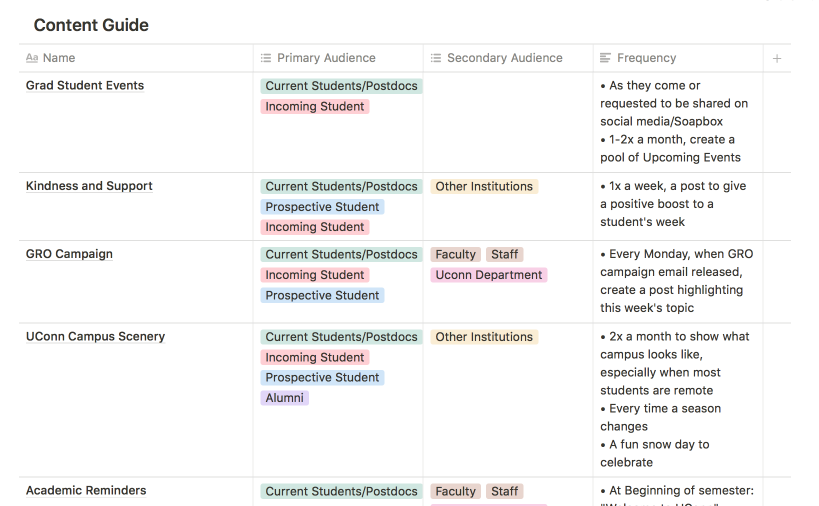 Content Guide
Aa Name
Primary Audience
Secondary Audience
Frequency
+
Grad Student Events
Current Students/Postdocs
Incoming Student
• As they come or
requested to be shared on
social media/Soapbox
• 1-2x a month, create a
pool of Upcoming Events
Kindness and Support
Current Students/Postdocs
Prospective Student
Incoming Student
Other Institutions
• 1x a week, a post to give
a positive boost to a
student's week
GRO Campaign
Current Students/Postdocs
Incoming Student
Prospective Student
Faculty Staff
Uconn Department
• Every Monday, when GRO
campaign email released,
create a post highlighting
this week's topic
UConn Campus Scenery
Current Students/Postdocs
Incoming Student
Prospective Student
Alumni
Other Institutions
• 2x a month to show what
campus looks like,
especially when most
students are remote
• Every time a season
changes
• A fun snow day to
celebrate
Academic Reminders
Current Students/Postdocs
Faculty Staff
• At Beginning of semester: